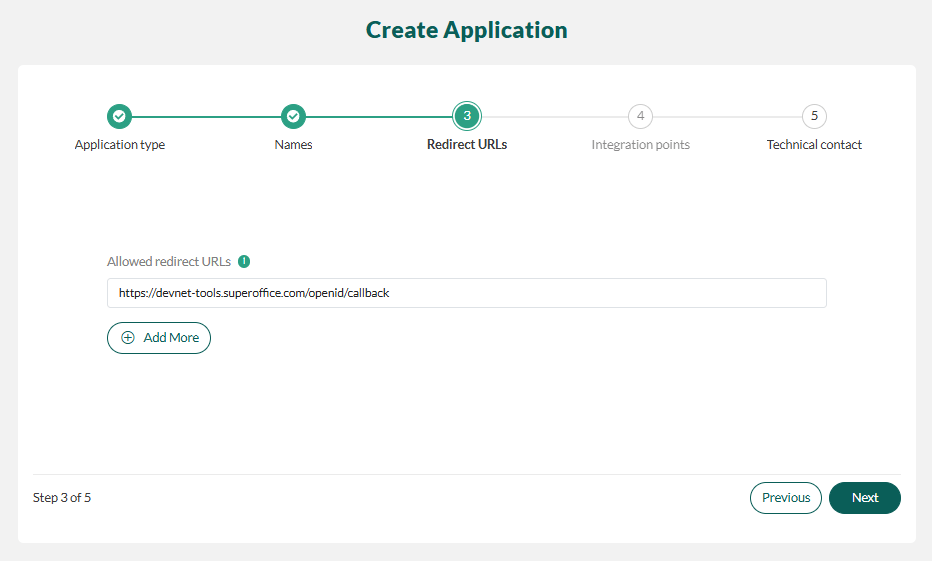 Create Application
3
4
5
Application type
Names
Redirect URLs
Integration points
Technical contact
Allowed redirect URLs !
https://devnet-tools.superoffice.com/openid/callback
Add More
Step 3 of 5
Previous
Next